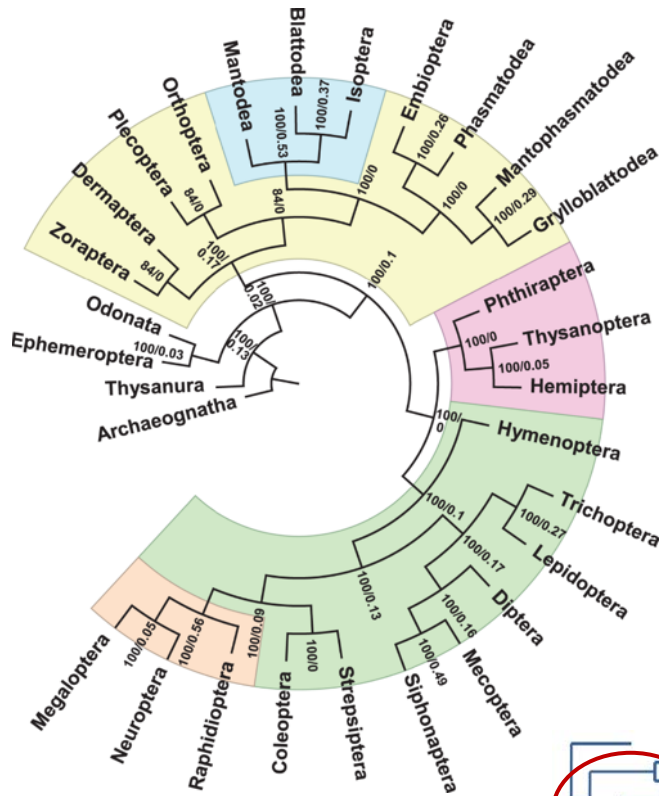 Mantodea
Blattodea
Isoptera
Embioptera
Phasmatodea
Mantophasmatodea
Grylloblattodea
Orthoptera
Plecoptera
Dermaptera
Zoraptera
Odonata
Ephemeroptera
Thysanura
Archaeognatha
Phthiraptera
Thysanoptera
Hemiptera
Hymenoptera
Trichoptera
Lepidoptera
Diptera
Mecoptera
Siphonaptera
Strepsiptera
Coleoptera
Raphidioptera
Neuroptera
Megaloptera
100/0.53
100/0.37
100/0.26
100/0
100/0.29
100/0
84/0
84/0
100/
0.17
84/0
100/
0.02
100/0.1
100/0.03
100/
0.13
100/0
100/0.05
100/
0
100/0.1
100/0.27
100/0.17
100/0.16
100/0.49
100/0.13
100/0
100/0.09
100/0.56
100/0.05